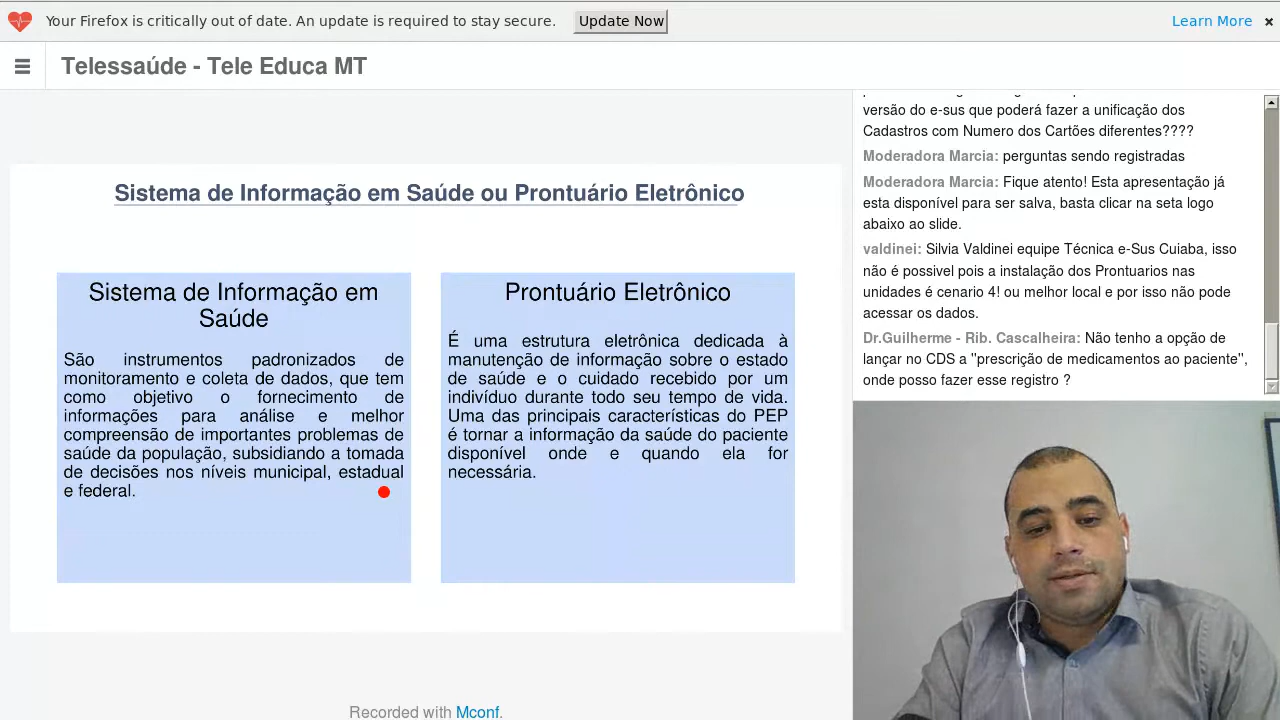 Your Firefox is critically out of date. An update is required to stay secure. Update Now Learn More ×
Telessaúde - Tele Educa MT
Sistema de Informação em Saúde ou Prontuário Eletrônico
Sistema de Informação em
Saúde
São instrumentos padronizados de
monitoramento e coleta de dados, que tem
como objetivo o fornecimento de
informações para análise e melhor
compreensão de importantes problemas de
saúde da população, subsidiando a tomada
de decisões nos níveis municipal, estadual
e federal.
Prontuário Eletrônico
É uma estrutura eletrônica dedicada à
manutenção de informação sobre o estado
de saúde e o cuidado recebido por um
indivíduo durante todo seu tempo de vida.
Uma das principais características do PEP
é tornar a informação da saúde do paciente
disponível onde e quando ela for
necessária.
Recorded with Mconf.
versão do e-sus que poderá fazer a unificação dos
Cadastros com Numero dos Cartões diferentes????
Moderadora Marcia: perguntas sendo registradas
Moderadora Marcia: Fique atento! Esta apresentação já
esta disponível para ser salva, basta clicar na seta logo
abaixo ao slide.
valdinei: Silvia Valdinei equipe Técnica e-Sus Cuiaba, isso
não é possivel pois a instalação dos Prontuarios nas
unidades é cenario 4! ou melhor local e por isso não pode
acessar os dados.
Dr.Guilherme - Rib. Cascalheira: Não tenho a opção de
lançar no CDS a "prescrição de medicamentos ao paciente",
onde posso fazer esse registro ?